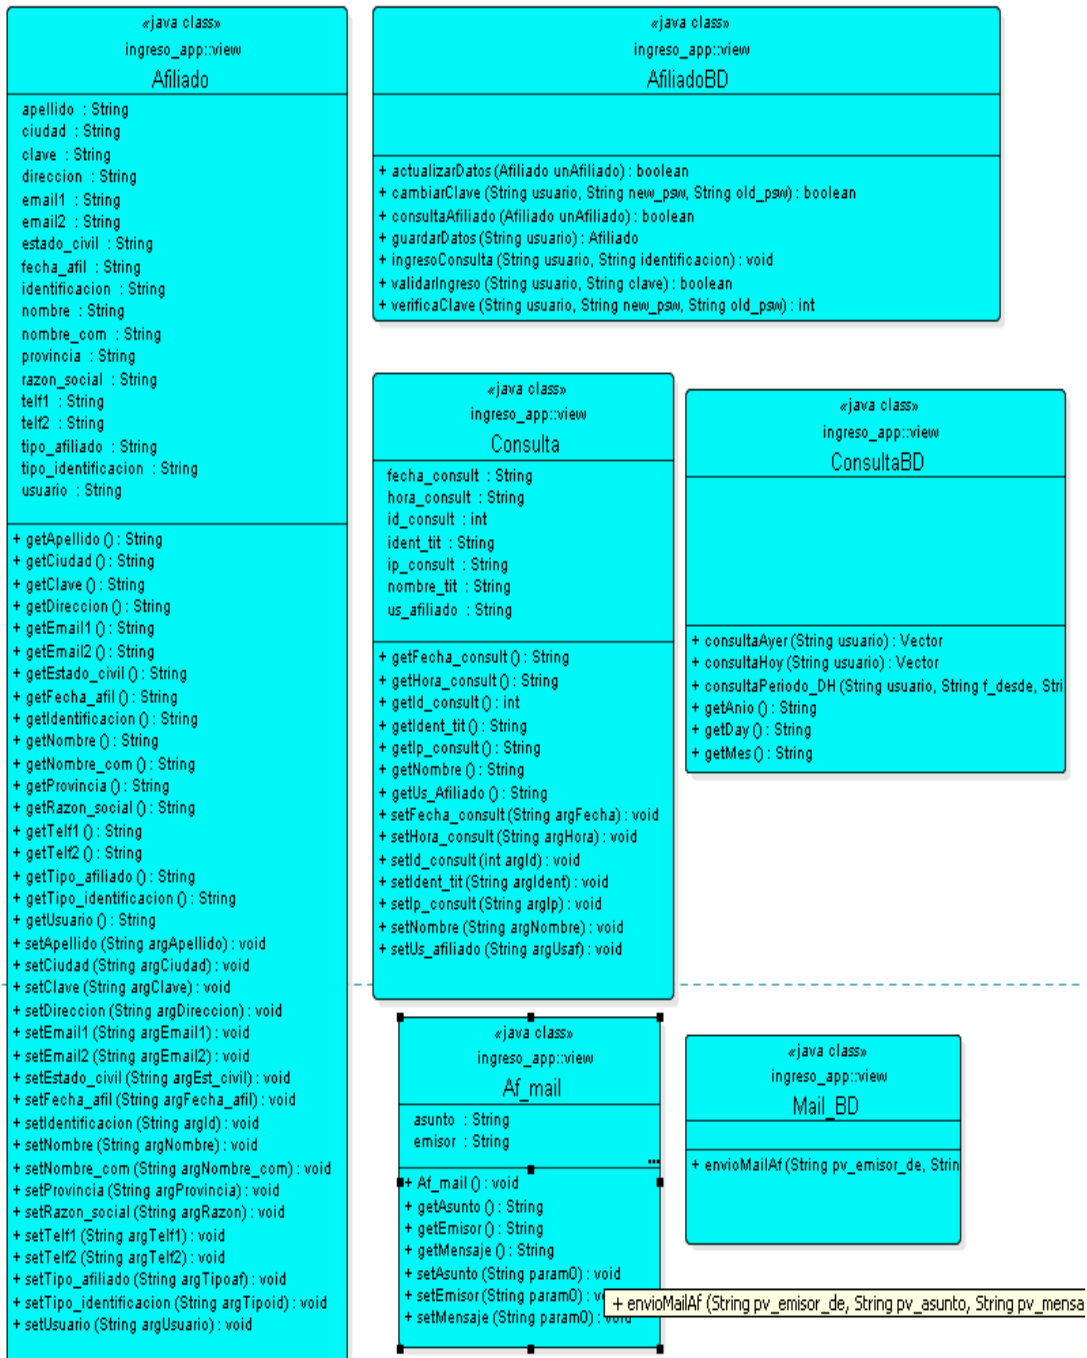 «java class»
ingreso_app::view
Afiliado
apellido : String
ciudad : String
clave : String
direccion : String
email1 : String
email2 : String
estado_civil : String
fecha_afil : String
identificacion : String
nombre : String
nombre_com : String
provincia : String
razon_social : String
telf1 : String
telf2 : String
tipo_afiliado : String
tipo_identificacion : String
usuario : String
+ getApellido () : String
+ getCiudad () : String
+ getClave () : String
+ getDireccion () : String
+ getEmail1 () : String
+ getEmail2 () : String
+ getEstado_civil () : String
+ getFecha_afil () : String
+ getIdentificacion () : String
+ getNombre () : String
+ getNombre_com () : String
+ getProvincia () : String
+ getRazon_social () : String
+ getTelf1 () : String
+ getTelf2 () : String
+ getTipo_afiliado () : String
+ getTipo_identificacion () : String
+ getUsuario () : String
+ setApellido (String argApellido) : void
+ setCiudad (String argCiudad) : void
+ setClave (String argClave) : void
+ setDireccion (String argDireccion) : void
+ setEmail1 (String argEmail1) : void
+ setEmail2 (String argEmail2) : void
+ setEstado_civil (String argEst_civil) : void
+ setFecha_afil (String argFecha_afil) : void
+ setIdentificacion (String argId) : void
+ setNombre (String argNombre) : void
+ setNombre_com (String argNombre_com) : void
+ setProvincia (String argProvincia) : void
+ setRazon_social (String argRazon) : void
+ setTelf1 (String argTelf1) : void
+ setTelf2 (String argTelf2) : void
+ setTipo_afiliado (String argTipoaf) : void
+ setTipo_identificacion (String argTipoid) : void
+ setUsuario (String argUsuario) : void
«java class»
ingreso_app::view
AfiliadoBD
+ actualizarDatos (Afiliado unAfiliado) : boolean
+ cambiarClave (String usuario, String new_psw, String old_psw) : boolean
+ consultaAfiliado (Afiliado unAfiliado) : boolean
+ guardarDatos (String usuario) : Afiliado
+ ingresoConsulta (String usuario, String identificacion) : void
+ validarIngreso (String usuario, String clave) : boolean
+ verificaClave (String usuario, String new_psw, String old_psw) : int
«java class»
ingreso_app::view
Consulta
fecha_consult : String
hora_consult : String
id_consult : int
ident_tit : String
ip_consult : String
nombre_tit : String
us_afiliado : String
+ getFecha_consult () : String
+ getHora_consult () : String
+ getId_consult () : int
+ getIdent_tit () : String
+ getIp_consult () : String
+ getNombre () : String
+ getUs_Afiliado () : String
+ setFecha_consult (String argFecha) : void
+ setHora_consult (String argHora) : void
+ setId_consult (int argId) : void
+ setIdent_tit (String argIdent) : void
+ setIp_consult (String argIp) : void
+ setNombre (String argNombre) : void
+ setUs_afiliado (String argUsaf) : void
«java class»
ingreso_app::view
ConsultaBD
+ consultaAyer (String usuario) : Vector
+ consultaHoy (String usuario) : Vector
+ consultaPeriodo_DH (String usuario, String f_desde, Stri
+ getAnio () : String
+ getDay () : String
+ getMes () : String
«java class»
ingreso_app::view
Af_mail
asunto : String
emisor : String
...
+ Af_mail () : void
+ getAsunto () : String
+ getEmisor () : String
+ getMensaje () : String
+ setAsunto (String param0) : void
+ setEmisor (String param0) : v
+ setMensaje (String param0) : void
«java class»
ingreso_app::view
Mail_BD
+ envioMailAf (String pv_emisor_de, Strin
+ envioMailAf (String pv_emisor_de, String pv_asunto, String pv_mensa